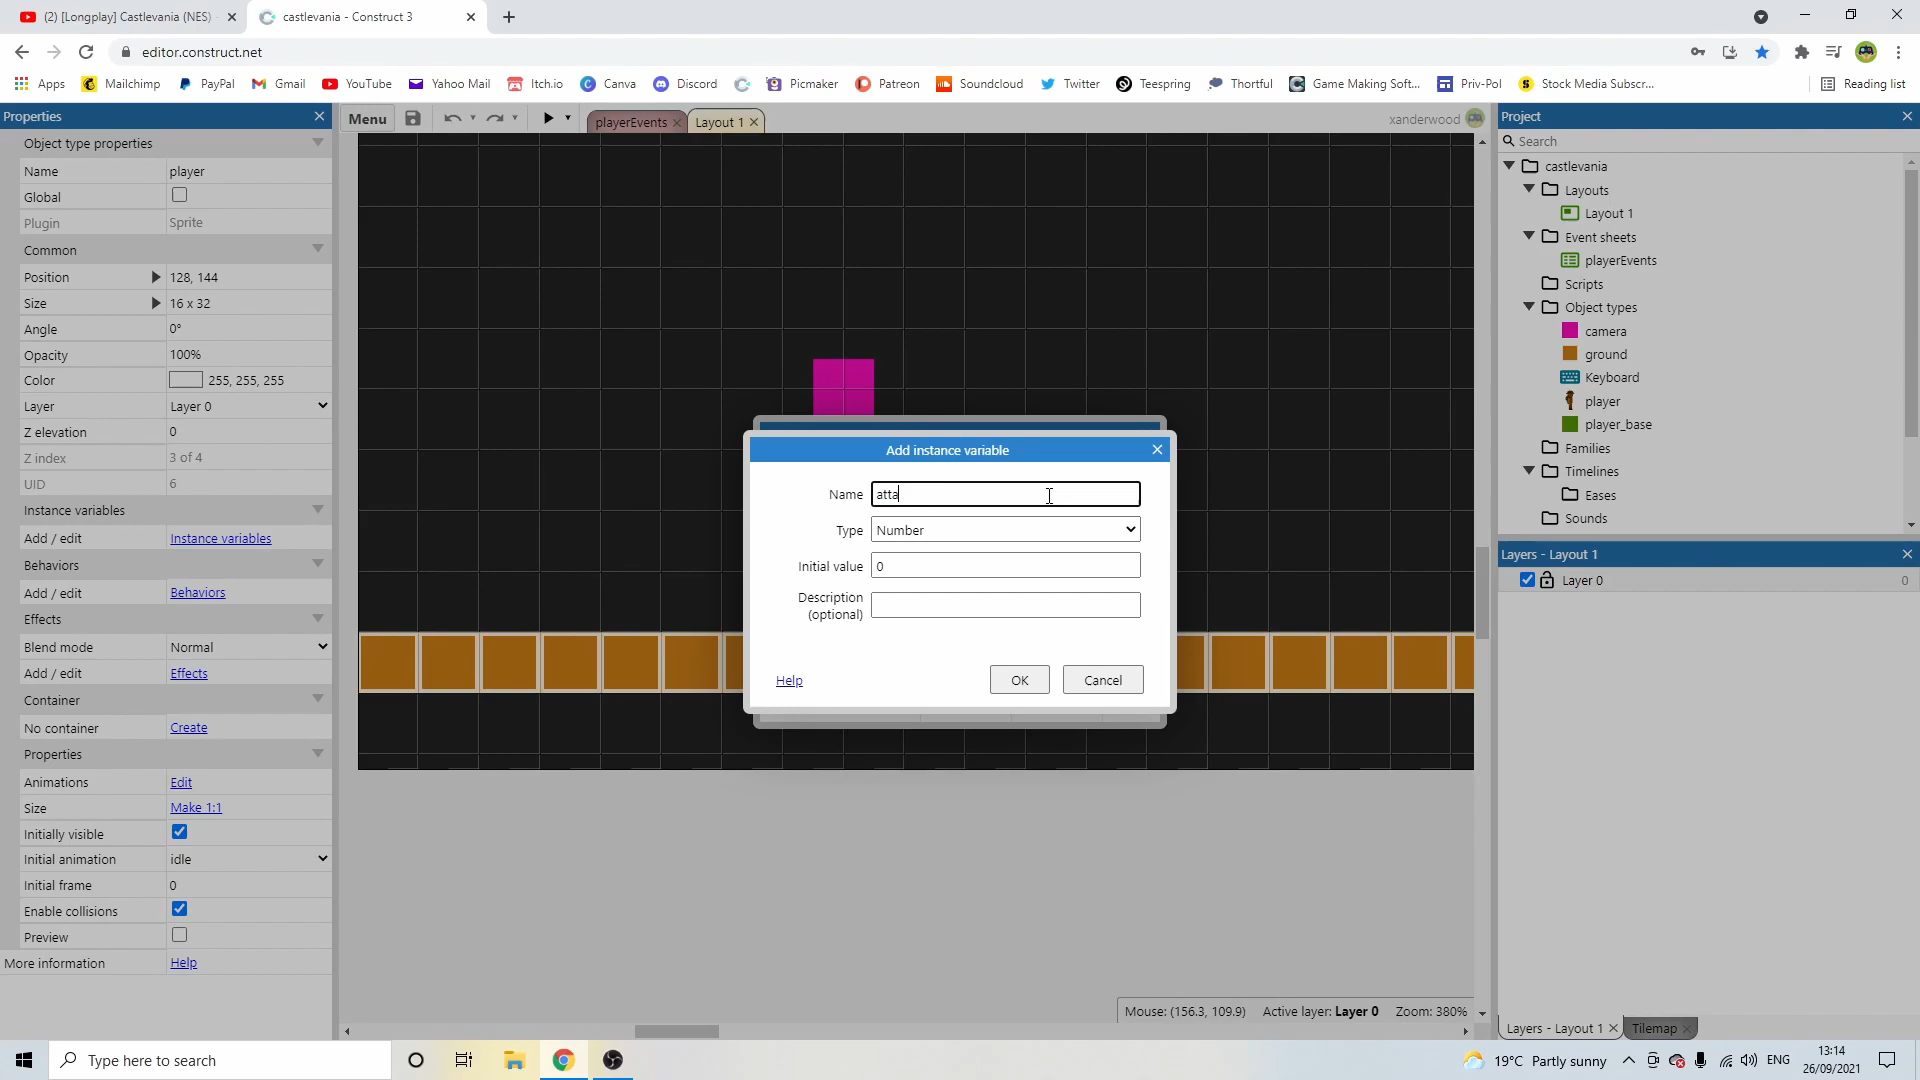 (2) [Longplay] Castlevania (NES)
castlevania - Construct 3
editor.construct.net
Apps
Mailchimp
PayPal
Gmail
YouTube
Yahoo Mail
Itch.io
Canva
Discord
Picmaker
Patreon
Soundcloud
Twitter
Teespring
Thortful
Game Making Soft...
Priv-Pol
Stock Media Subscr...
Reading list
Properties
Object type properties
Name player
Global
Plugin Sprite
Common
Position 128, 144
Size 16 x 32
Angle 0°
Opacity 100%
Color 255, 255, 255
Layer Layer 0
Z elevation 0
Z index 3 of 4
UID 6
Instance variables
Add / edit Instance variables
Behaviors
Add / edit Behaviors
Effects
Blend mode Normal
Add / edit Effects
Container
No container Create
Properties
Animations Edit
Size Make 1:1
Initially visible
Initial animation idle
Initial frame 0
Enable collisions
Preview
More information Help
Menu
playerEvents
Layout 1
xanderwood
Add instance variable
Name atta
Type Number
Initial value 0
Description
(optional)
Help
OK
Cancel
Mouse: (156.3, 109.9) Active layer: Layer 0 Zoom: 380%
Project
Search
castlevania
Layouts
Layout 1
Event sheets
playerEvents
Scripts
Object types
camera
ground
Keyboard
player
player_base
Families
Timelines
Eases
Sounds
Layers - Layout 1
Layer 0 0
Layers - Layout 1
Tilemap
Type here to search
19°C Partly sunny
ENG
13:14
26/09/2021